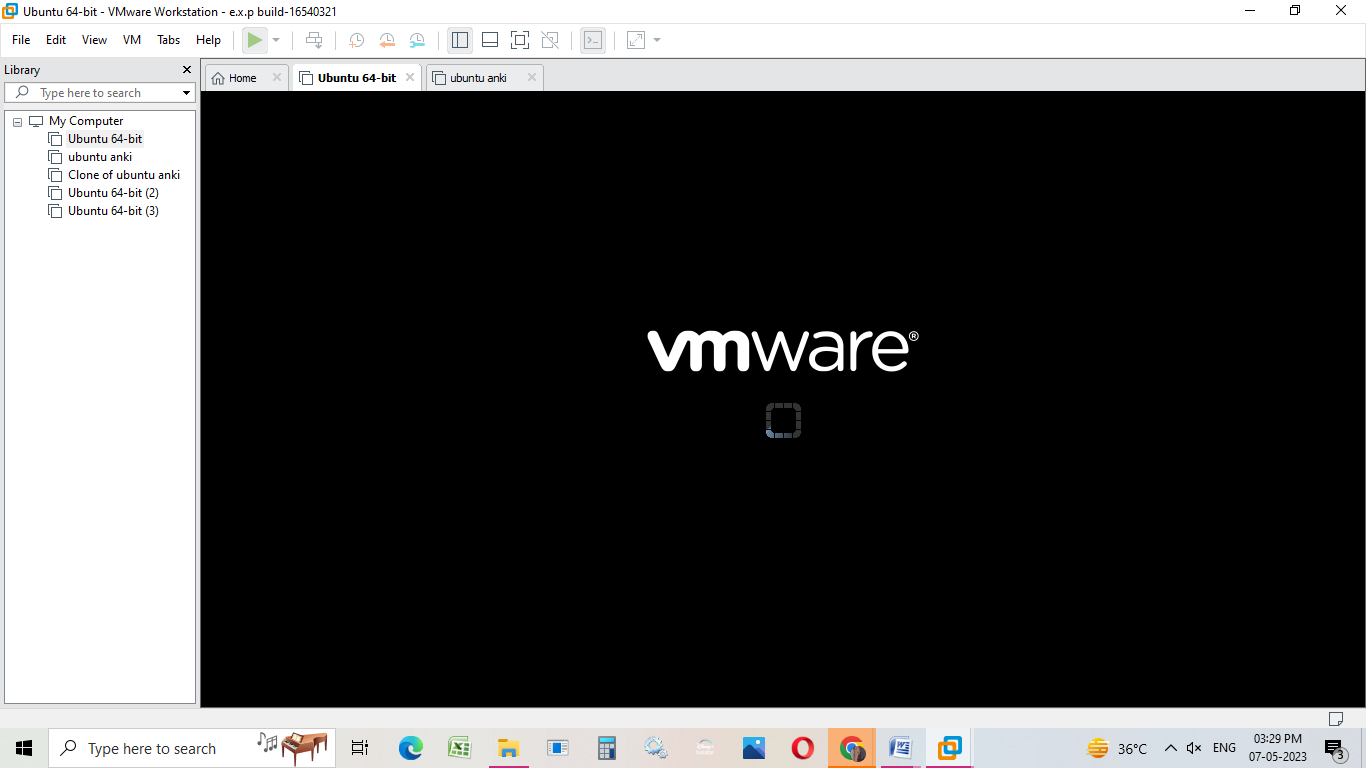 Ubuntu 64-bit - VMware Workstation - e.x.p build-16540321
File Edit View VM Tabs Help
Library
Type here to search
My Computer
Ubuntu 64-bit
ubuntu anki
Clone of ubuntu anki
Ubuntu 64-bit (2)
Ubuntu 64-bit (3)
Home Ubuntu 64-bit ubuntu anki
vmware®
Type here to search
36°C
ENG
03:29 PM
07-05-2023
3